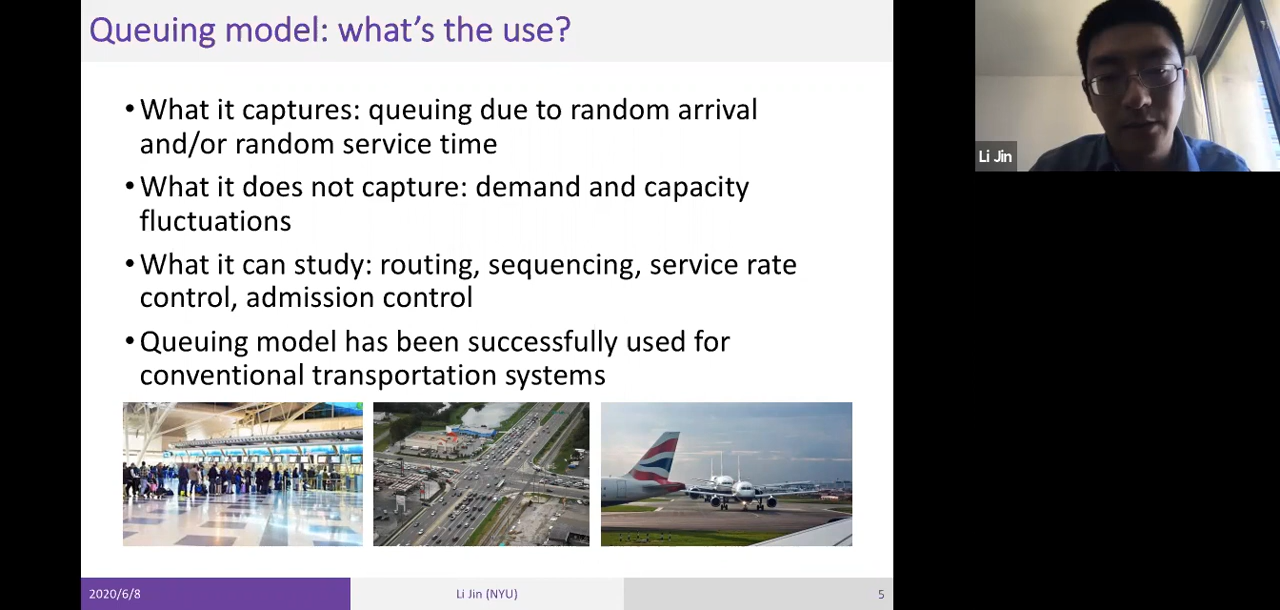 Queuing model: what's the use?
• What it captures: queuing due to random arrival
and/or random service time
• What it does not capture: demand and capacity
fluctuations
• What it can study: routing, sequencing, service rate
control, admission control
• Queuing model has been successfully used for
conventional transportation systems
2020/6/8
Li Jin (NYU)
5
Li Jin